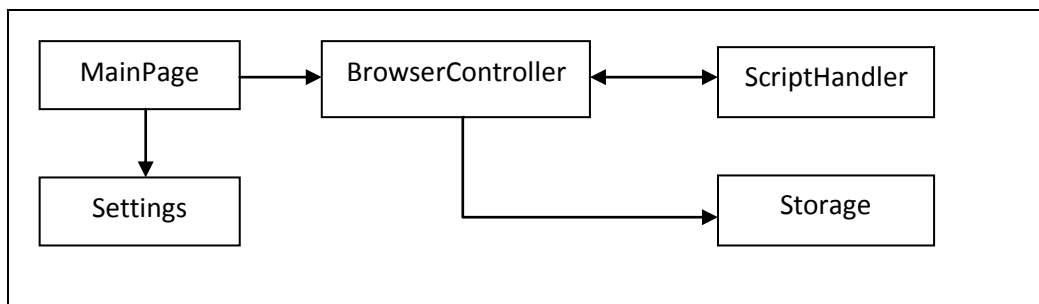 MainPage
BrowserController
ScriptHandler
Settings
Storage